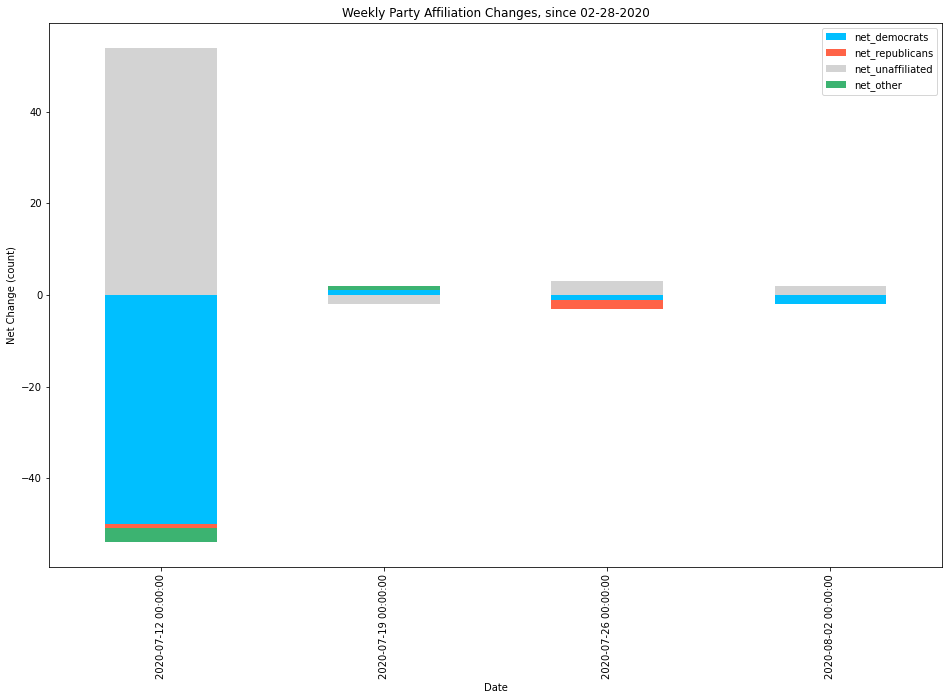 Weekly Party Affiliation Changes, since 02-28-2020
net_democrats
net_republicans
net_unaffiliated
net_other
Net Change (count)
40
20
0
−20
−40
2020-07-12 00:00:00
2020-07-19 00:00:00
2020-07-26 00:00:00
2020-08-02 00:00:00
Date